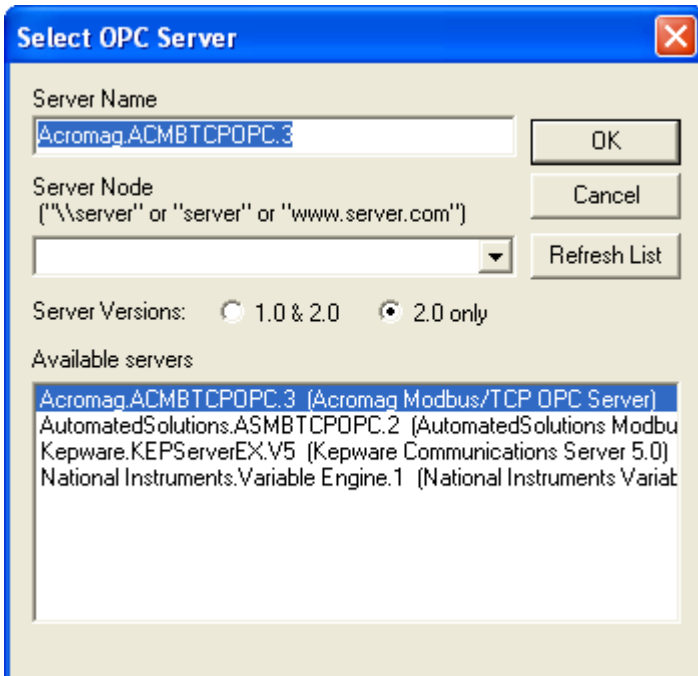 Select OPC Server
Server Name
Acromag.ACMBTCPOPC.3
OK
Server Node
("\\server" or "server" or "www.server.com")
Cancel
Refresh List
Server Versions: 1.0 & 2.0 2.0 only
Available servers
Acromag.ACMBTCPOPC.3 (Acromag Modbus/TCP OPC Server)
AutomatedSolutions.ASMBTCPOPC.2 (AutomatedSolutions Modbu
Kepware.KEPServerEX.V5 (Kepware Communications Server 5.0)
National Instruments.Variable Engine.1 (National Instruments Variab